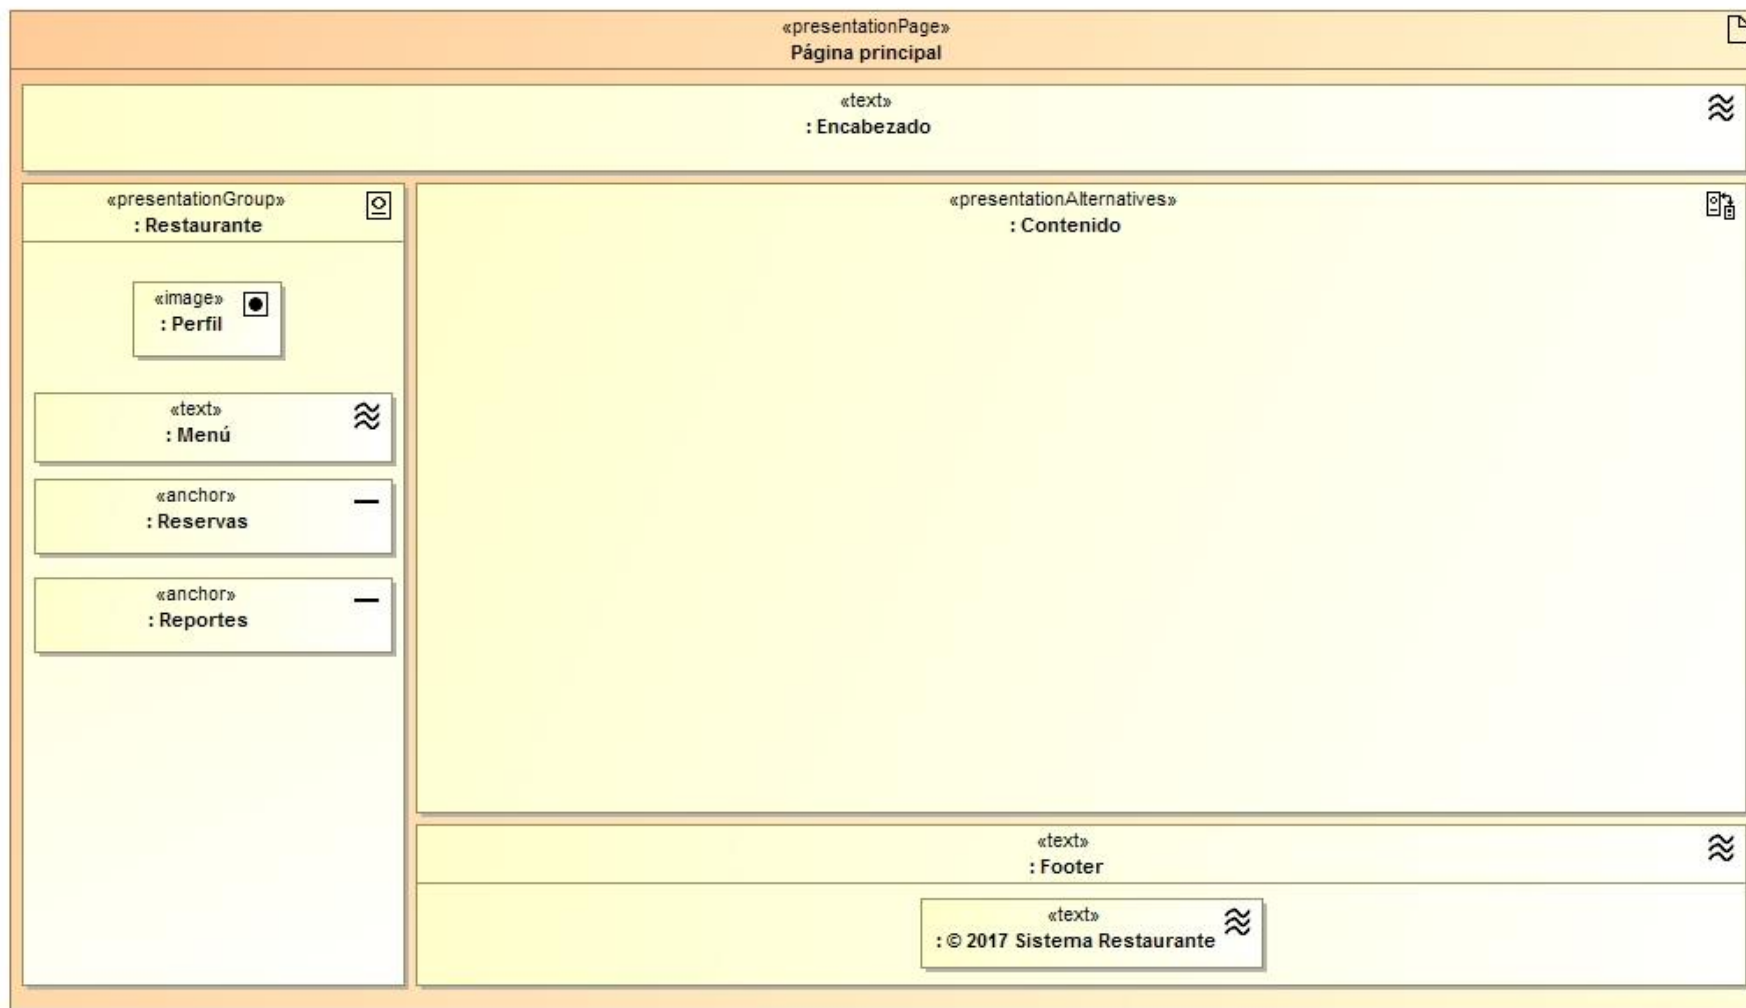 «presentationPage»
Página principal
«text»
: Encabezado
«presentationGroup»
: Restaurante
«image»
: Perfil
«text»
: Menú
«anchor»
: Reservas
«anchor»
: Reportes
«presentationAlternatives»
: Contenido
«text»
: Footer
«text»
: © 2017 Sistema Restaurante